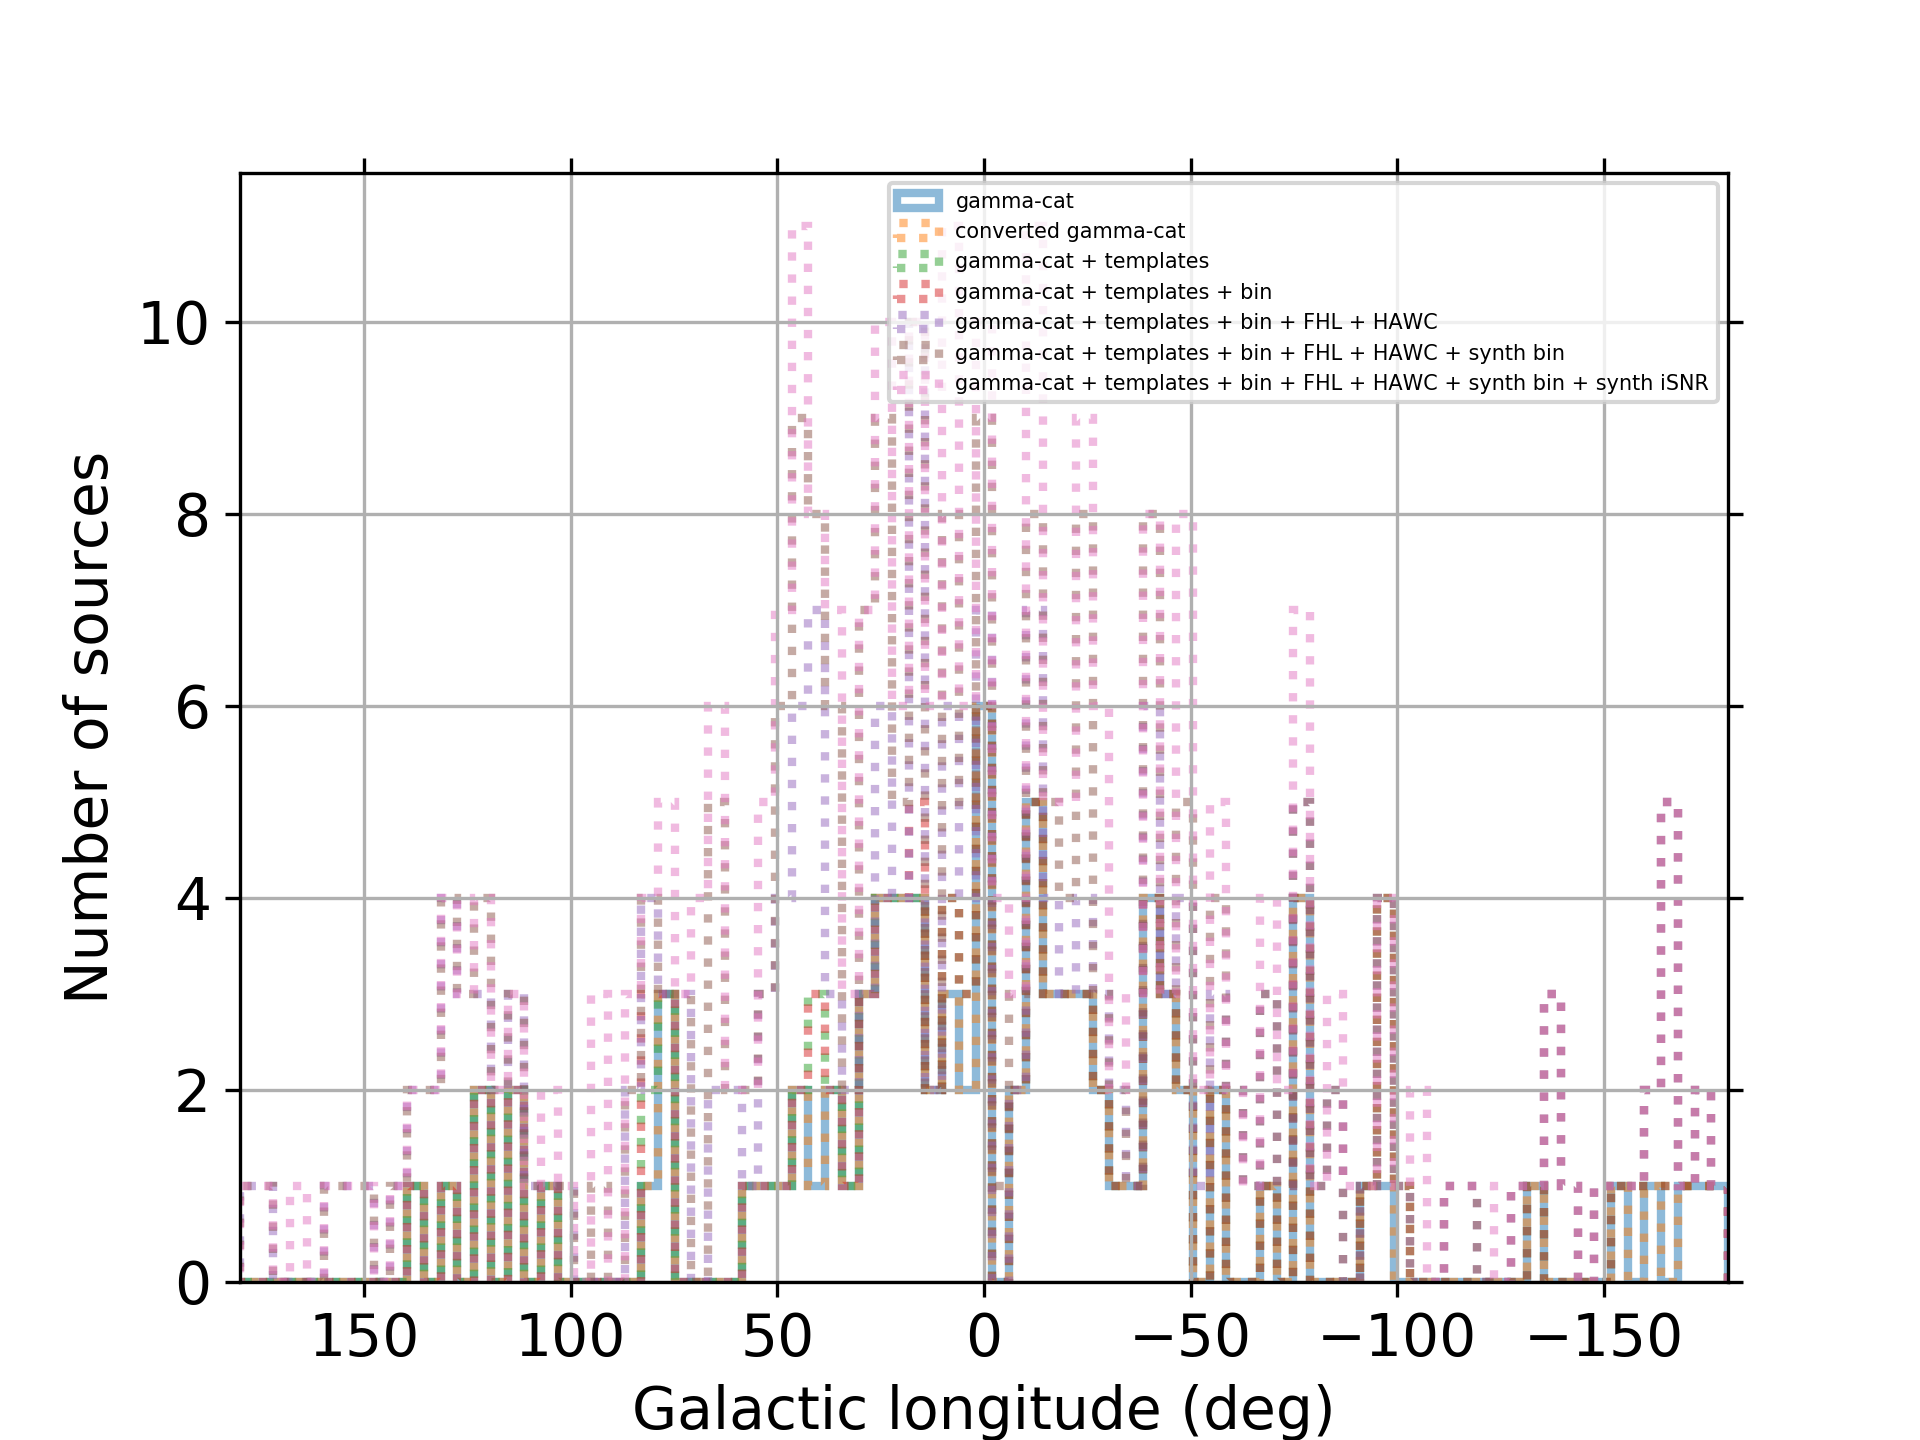 gamma-cat
converted gamma-cat
gamma-cat + templates
gamma-cat + templates + bin
gamma-cat + templates + bin + FHL + HAWC
gamma-cat + templates + bin + FHL + HAWC + synth bin
gamma-cat + templates + bin + FHL + HAWC + synth bin + synth iSNR
10
8
6
4
2
0
Number of sources
150 100 50 0 −50 −100 −150
Galactic longitude (deg)